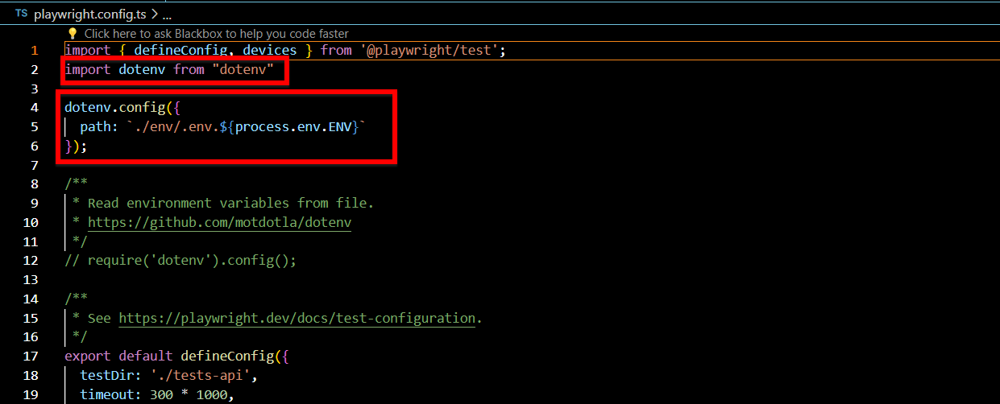 TS playwright.config.ts > ...
Click here to ask Blackbox to help you code faster
1 import { defineConfig, devices } from '@playwright/test';
2 import dotenv from "dotenv"
3
4 dotenv.config({
5   path: `./env/.env.${process.env.ENV}`
6 });
7
8 /**
9  * Read environment variables from file.
10  * https://github.com/motdotla/dotenv
11  */
12 // require('dotenv').config();
13
14 /**
15  * See https://playwright.dev/docs/test-configuration.
16  */
17 export default defineConfig({
18   testDir: './tests-api',
19   timeout: 300 * 1000,